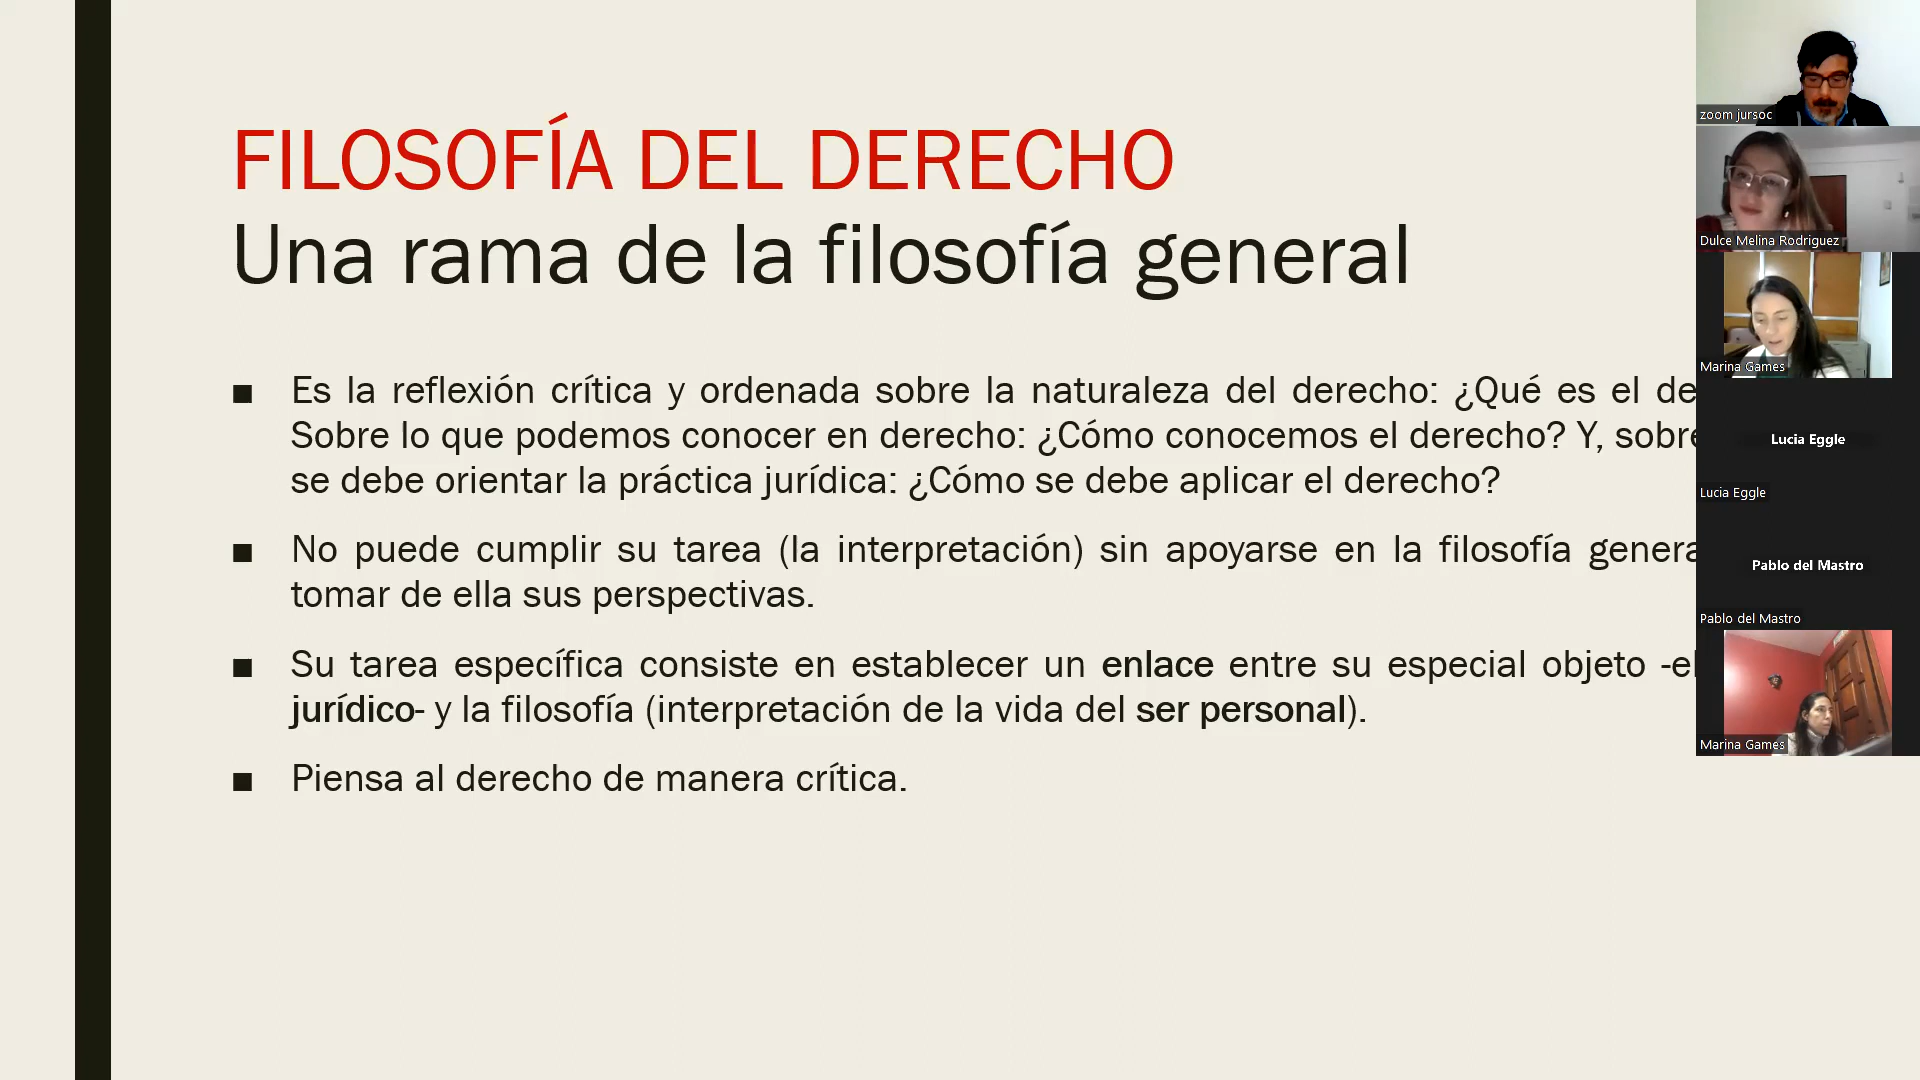 FILOSOFÍA DEL DERECHO
Una rama de la filosofía general
■ Es la reflexión crítica y ordenada sobre la naturaleza del derecho: ¿Qué es el
Sobre lo que podemos conocer en derecho: ¿Cómo conocemos el derecho? Y, sobre
se debe orientar la práctica jurídica: ¿Cómo se debe aplicar el derecho?
■ No puede cumplir su tarea (la interpretación) sin apoyarse en la filosofía
tomar de ella sus perspectivas.
■ Su tarea específica consiste en establecer un enlace entre su especial objeto -el
jurídico- y la filosofía (interpretación de la vida del ser personal).
■ Piensa al derecho de manera crítica.
zoom jursoc
Dulce Melina Rodriguez
Marina Games
Lucia Eggle
Lucia Eggle
Pablo del Mastro
Pablo del Mastro
Marina Games